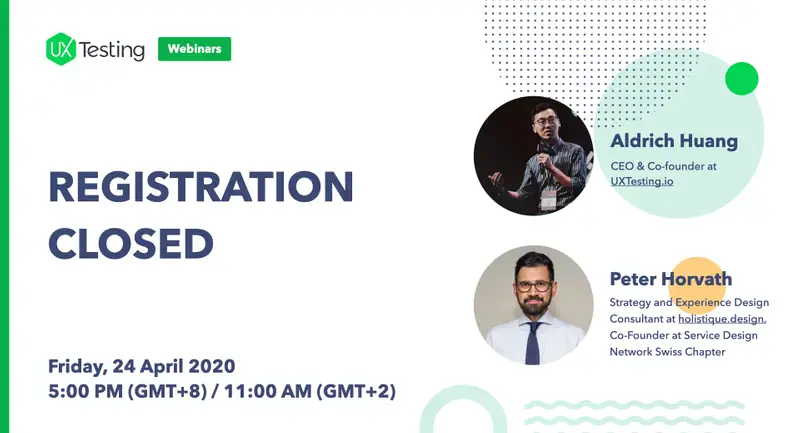 UX Testing Webinars
REGISTRATION
CLOSED
Friday, 24 April 2020
5:00 PM (GMT+8) / 11:00 AM (GMT+2)
Aldrich Huang
CEO & Co-founder at
UXTesting.io
Peter Horvath
Strategy and Experience Design
Consultant at holistique.design,
Co-Founder at Service Design
Network Swiss Chapter